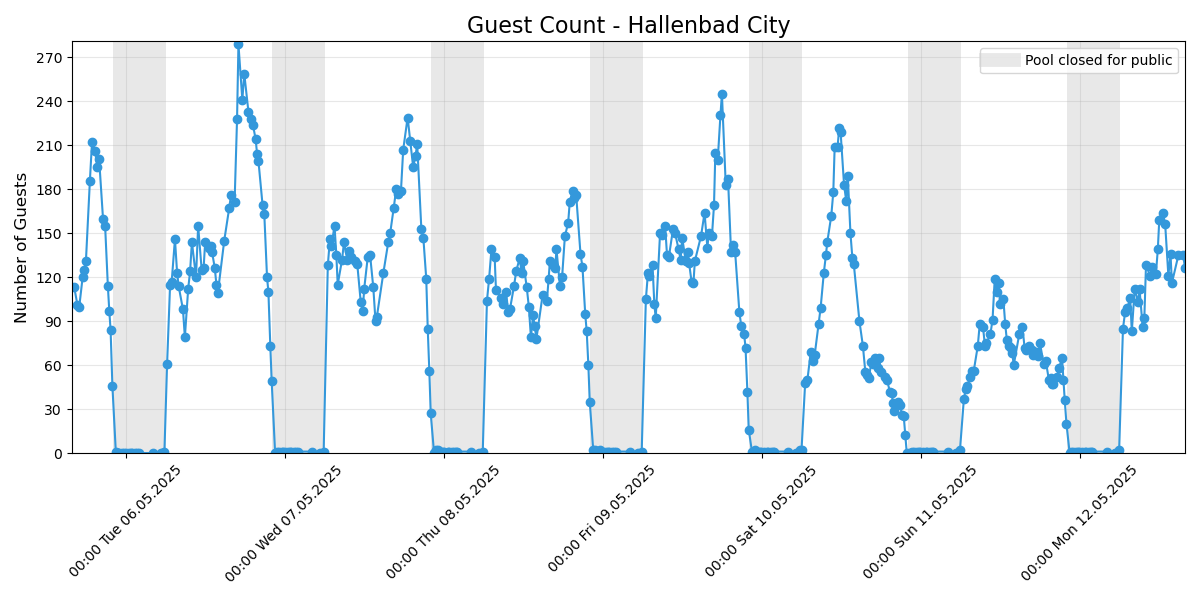 Guest Count - Hallenbad City
Pool closed for public
Number of Guests
270
240
210
180
150
120
90
60
30
0
00:00 Tue 06.05.2025
00:00 Wed 07.05.2025
00:00 Thu 08.05.2025
00:00 Fri 09.05.2025
00:00 Sat 10.05.2025
00:00 Sun 11.05.2025
00:00 Mon 12.05.2025